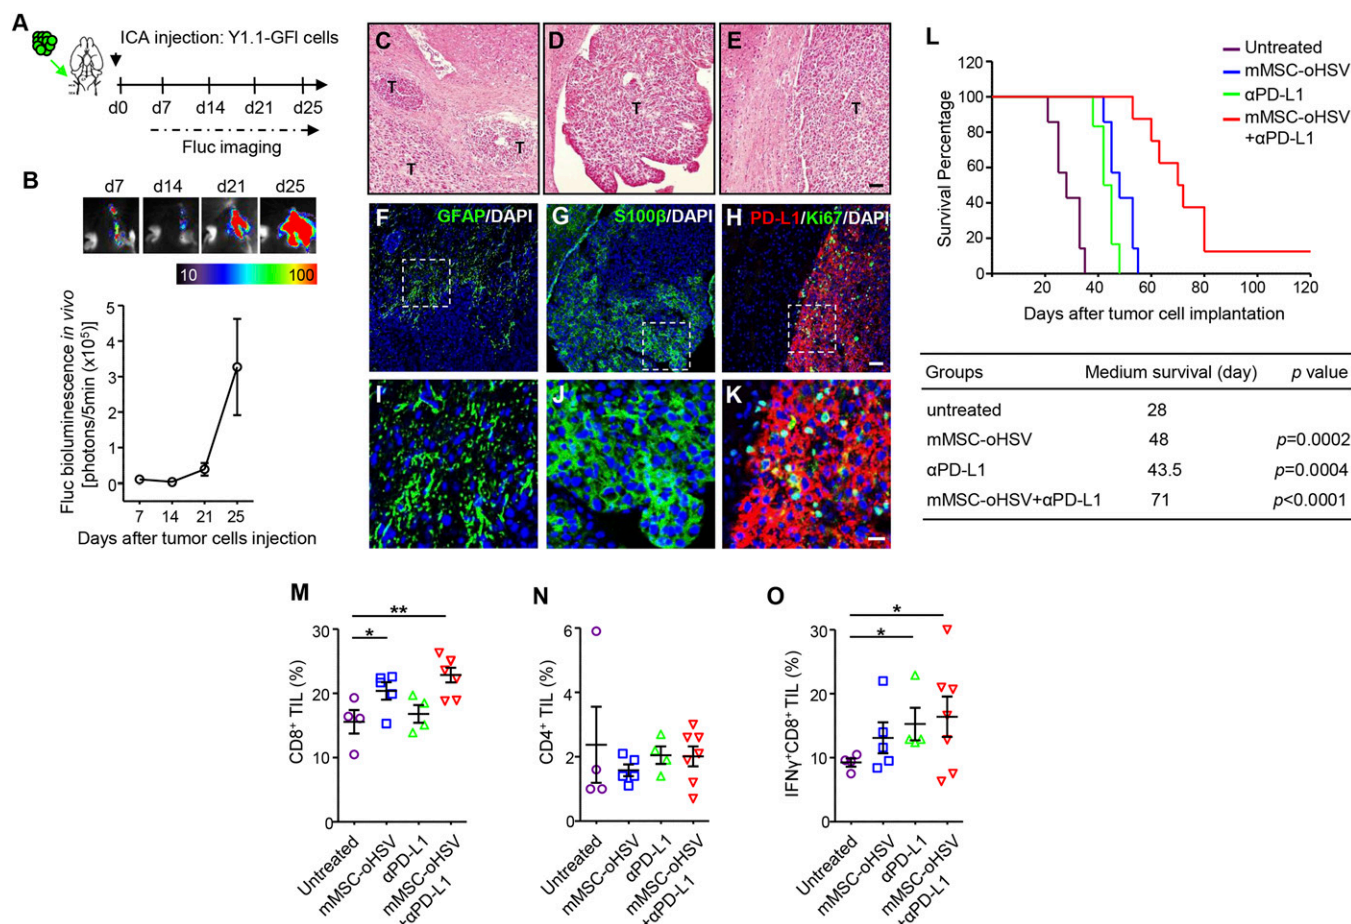 A
ICA injection: Y1.1-GFl cells
d0 d7 d14 d21 d25
Fluc imaging
B
d7 d14 d21 d25
10 100
Fluc bioluminescence in vivo
[photons/5min (x10⁵)]
5
4
3
2
1
0
7 14 21 25
Days after tumor cells injection
C
T
T
T
D
T
E
T
F
GFAP/DAPI
G
S100β/DAPI
H
PD-L1/Ki67/DAPI
I
J
K
L
Untreated
mMSC-oHSV
αPD-L1
mMSC-oHSV
+αPD-L1
Survival Percentage
120
100
80
60
40
20
0
20 40 60 80 100 120
Days after tumor cell implantation
Groups Medium survival (day) p value
untreated 28
mMSC-oHSV 48 p=0.0002
αPD-L1 43.5 p=0.0004
mMSC-oHSV+αPD-L1 71 p<0.0001
M
**
*
CD8⁺ TIL (%)
30
20
10
0
Untreated
mMSC-oHSV
αPD-L1
mMSC-oHSV
+αPD-L1
N
CD4⁺ TIL (%)
6
4
2
0
Untreated
mMSC-oHSV
αPD-L1
mMSC-oHSV
+αPD-L1
O
*
*
IFNγ⁺CD8⁺ TIL (%)
30
20
10
0
Untreated
mMSC-oHSV
αPD-L1
mMSC-oHSV
+αPD-L1